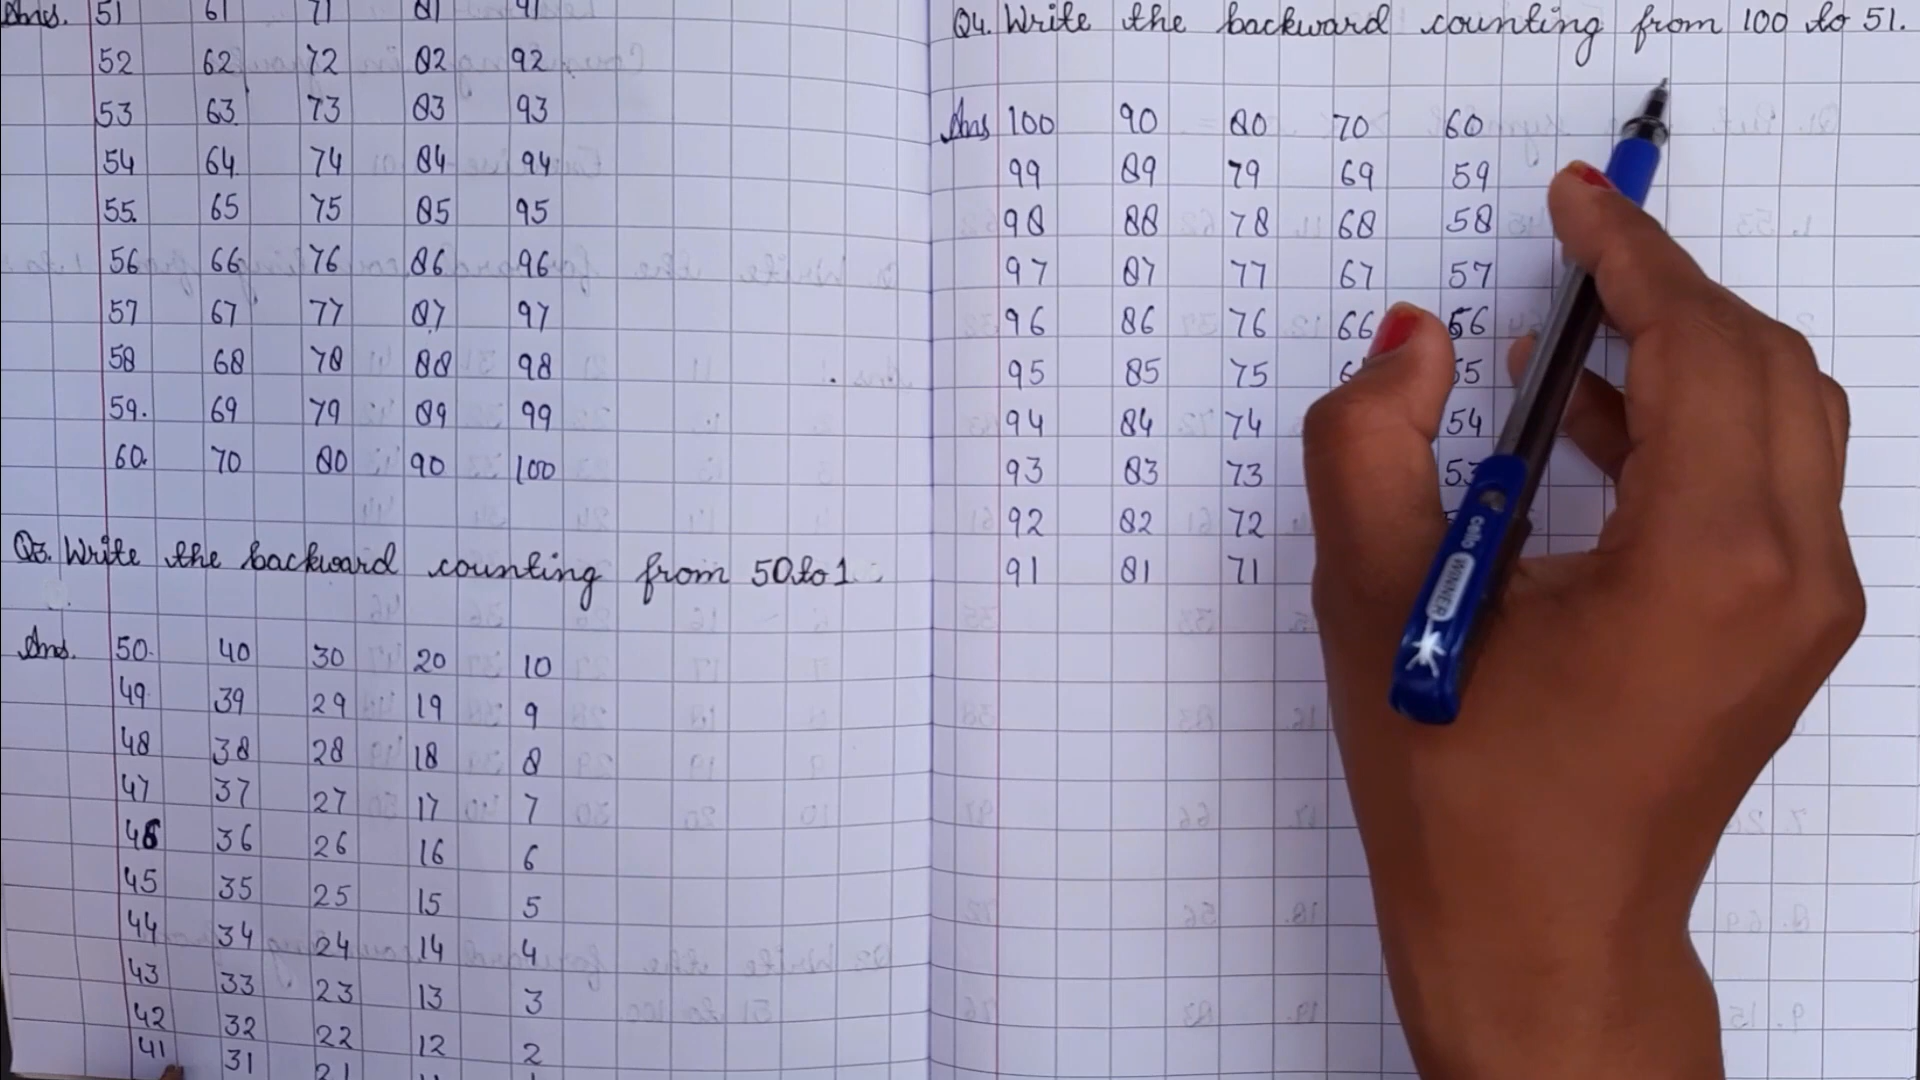 Ans. 51 61 71 81 91
52 62 72 82 92
53 63 73 83 93
54 64 74 84 94
55. 65 75 85 95
56 66 76 86 96
57 67 77 87 97
58 68 78 88 98
59. 69 79 89 99
60. 70 80 90 100
Q3. Write the backward counting from 50 to 1
Ans. 50 40 30 20 10
49 39 29 19 9
48 38 28 18 8
47 37 27 17 7
46 36 26 16 6
45 35 25 15 5
44 34 24 14 4
43 33 23 13 3
42 32 22 12 2
41 31 21
Q4. Write the backward counting from 100 to 51.
Ans 100 90 80 70 60
99 89 79 69 59
98 88 78 68 58
97 87 77 67 57
96 86 76 66 56
95 85 75 55
94 84 74 54
93 83 73 53
92 82 72
91 81 71
cello
WINNER